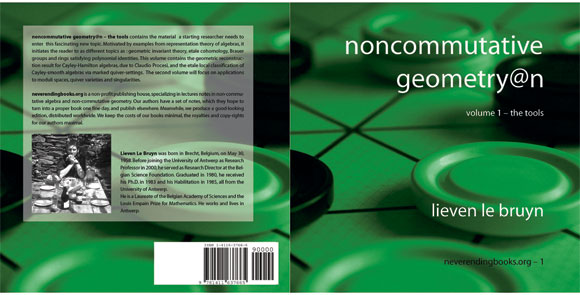 noncommutative geometry@n – the tools contains the material a starting researcher needs to
enter this fascinating new topic. Motivated by examples from representation theory of algebras, it
initiates the reader to as different topics as : geometric invariant theory, etale cohomology, Brauer
groups and rings satisfying polynomial identities. This volume contains the geometric reconstruc-
tion result for Cayley-Hamilton algebras, due to Claudio Procesi, and the etale local classification of
Cayley-smooth algebras via marked quiver-settings. The second volume will focus on applications
to moduli spaces, quiver varieties and singularities.
neverendingbooks.org is a non-profit publishing house, specializing in lectures notes in non-commu-
tative algebra and non-commutative geometry. Our authors have a set of notes, which they hope to
turn into a proper book one fine day, and publish elsewhere. Meanwhile, we produce a good looking
edition, distributed worldwide. We keep the costs of our books minimal, the royalties and copy rights
for our authors maximal.
Lieven Le Bruyn was born in Brecht, Belgium, on May 30,
1958. Before joining the University of Antwerp as Research
Professor in 2000, he served as Research Director at the Bel-
gian Science Foundation. Graduated in 1980, he received
his Ph.D. in 1983 and his Habilitation in 1985, all from the
University of Antwerp.
He is a Laureate of the Belgian Academy of Sciences and the
Louis Empain Prize for Mathematics. He works and lives in
Antwerp.
90000
noncommutative
geometry@n
volume 1 – the tools
lieven le bruyn
neverendingbooks.org – 1